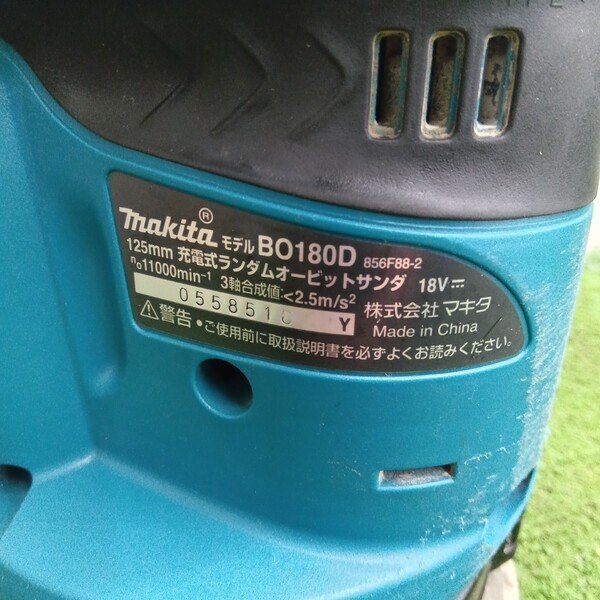 makita® モデル BO180D 856F88-2
125mm 充電式ランダムオービットサンダ 18V⎓
n₀11000min⁻¹ 3軸合成値:<2.5m/s²
株式会社 マキタ
055851 Y
Made in China
⚠警告 • ご使用前に取扱説明書を必ずよくお読みください。